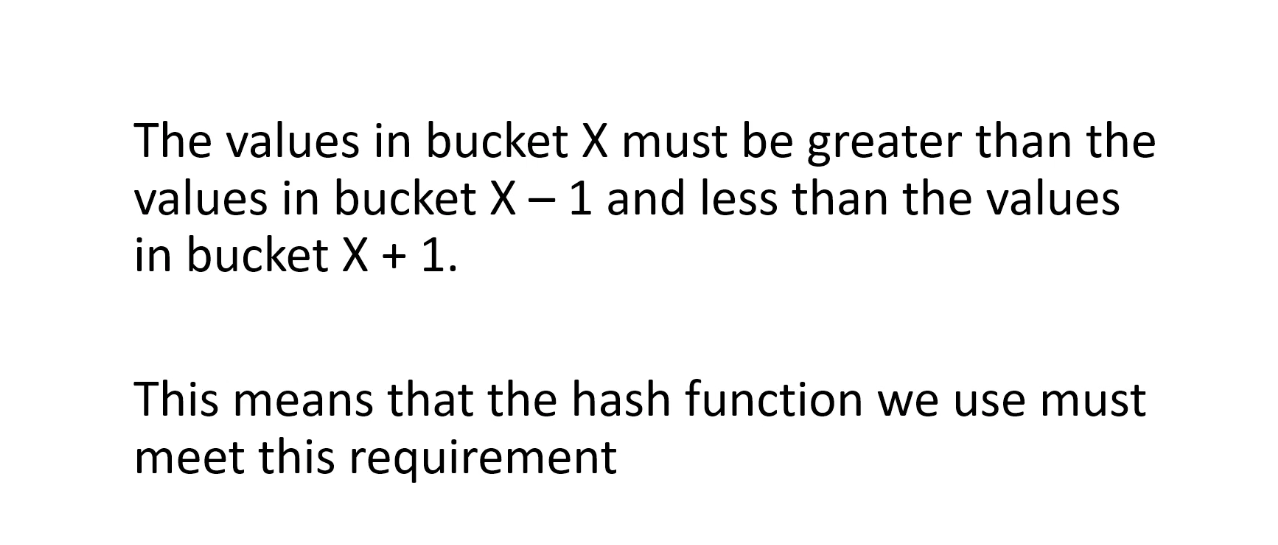 The values in bucket X must be greater than the
values in bucket X – 1 and less than the values
in bucket X + 1.
This means that the hash function we use must
meet this requirement